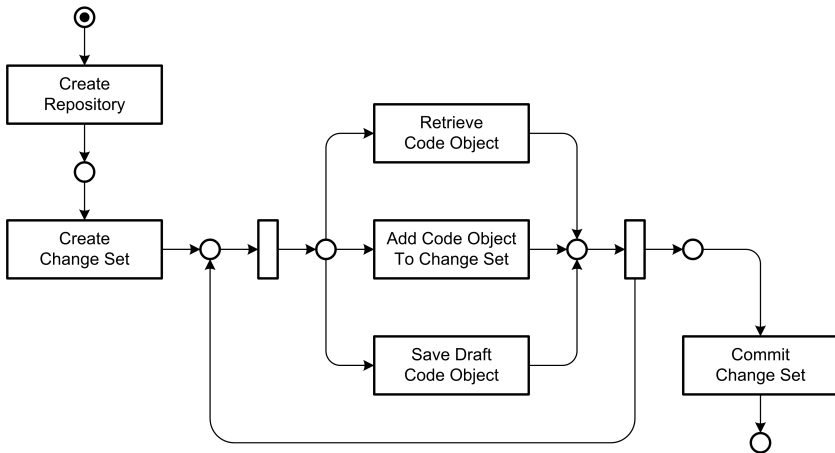 Create
Repository
Create
Change Set
Retrieve
Code Object
Add Code Object
To Change Set
Save Draft
Code Object
Commit
Change Set